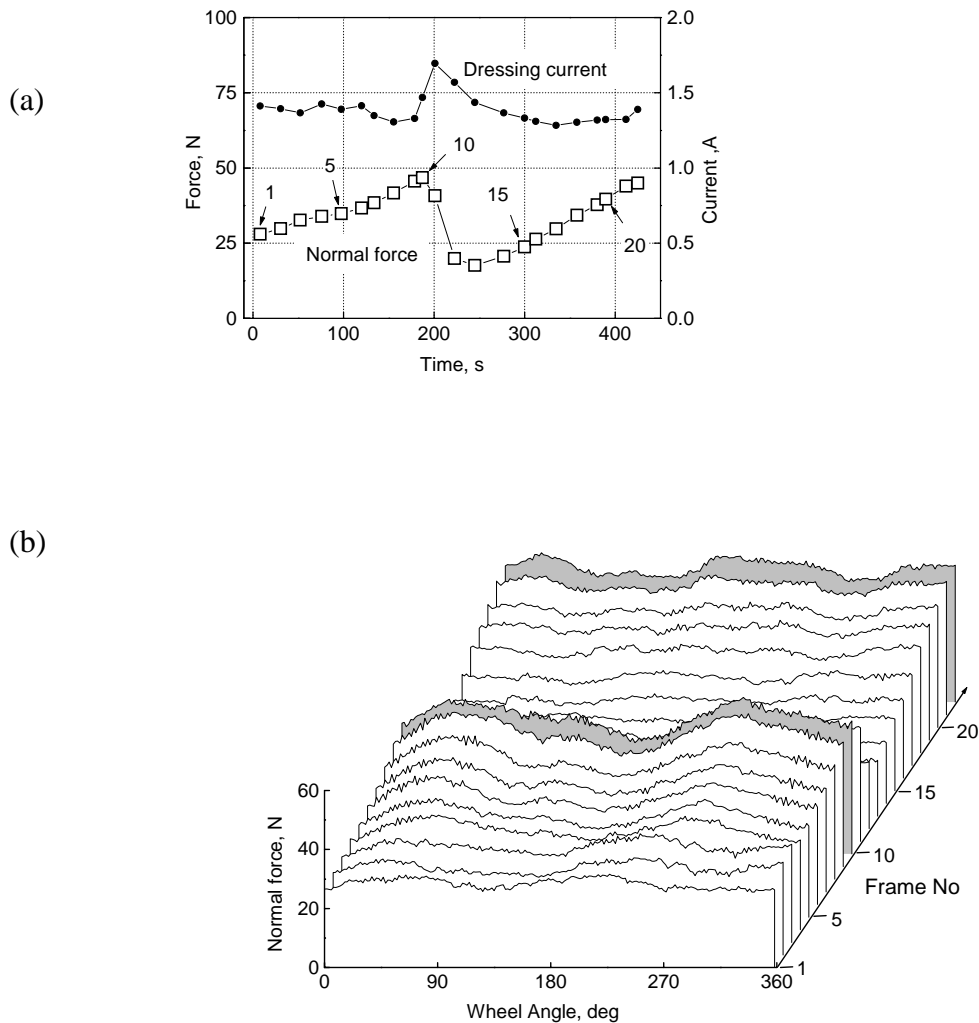 (a)
100
75
50
25
0
Force, N
2.0
1.5
1.0
0.5
0.0
Current ,A
Dressing current
10
5
1
15
20
Normal force
0 100 200 300 400
Time, s
(b)
60
40
20
0
Normal force, N
20
15
10
5
1
Frame No
0 90 180 270 360
Wheel Angle, deg